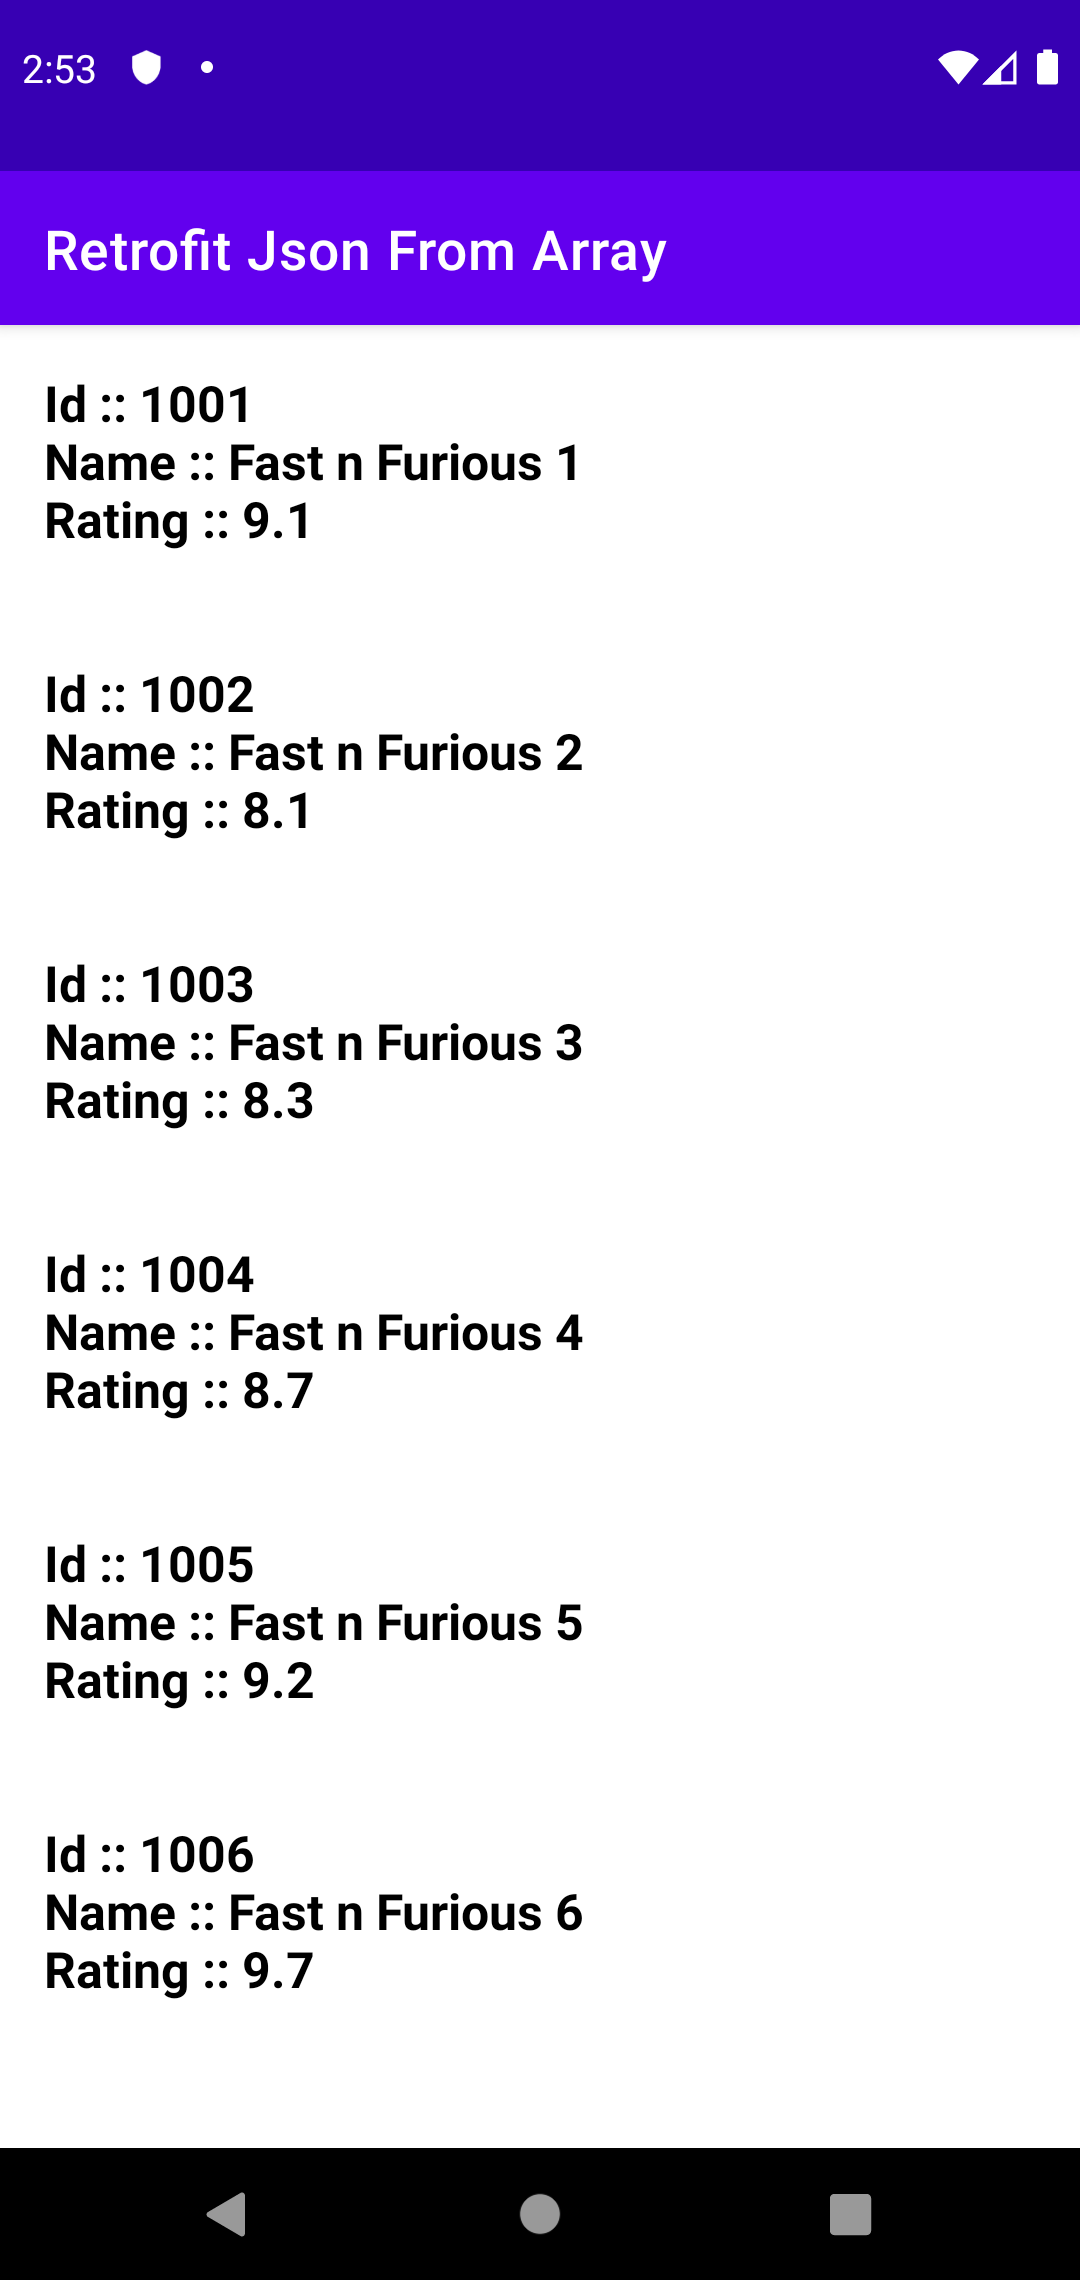 2:53
Retrofit Json From Array
Id :: 1001
Name :: Fast n Furious 1
Rating :: 9.1
Id :: 1002
Name :: Fast n Furious 2
Rating :: 8.1
Id :: 1003
Name :: Fast n Furious 3
Rating :: 8.3
Id :: 1004
Name :: Fast n Furious 4
Rating :: 8.7
Id :: 1005
Name :: Fast n Furious 5
Rating :: 9.2
Id :: 1006
Name :: Fast n Furious 6
Rating :: 9.7